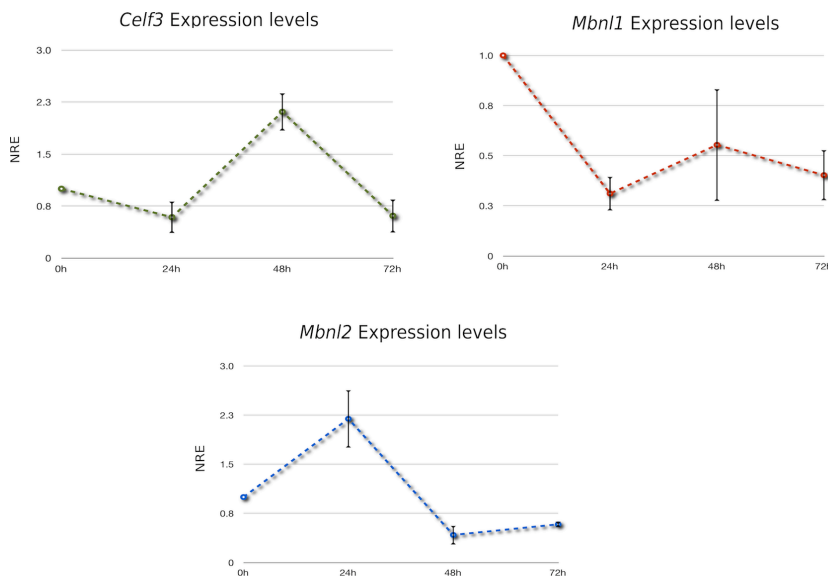 Celf3 Expression levels
3.0
2.3
1.5
0.8
0
NRE
0h 24h 48h 72h
Mbnl1 Expression levels
1.0
0.8
0.5
0.3
0
NRE
0h 24h 48h 72h
Mbnl2 Expression levels
3.0
2.3
1.5
0.8
0
NRE
0h 24h 48h 72h